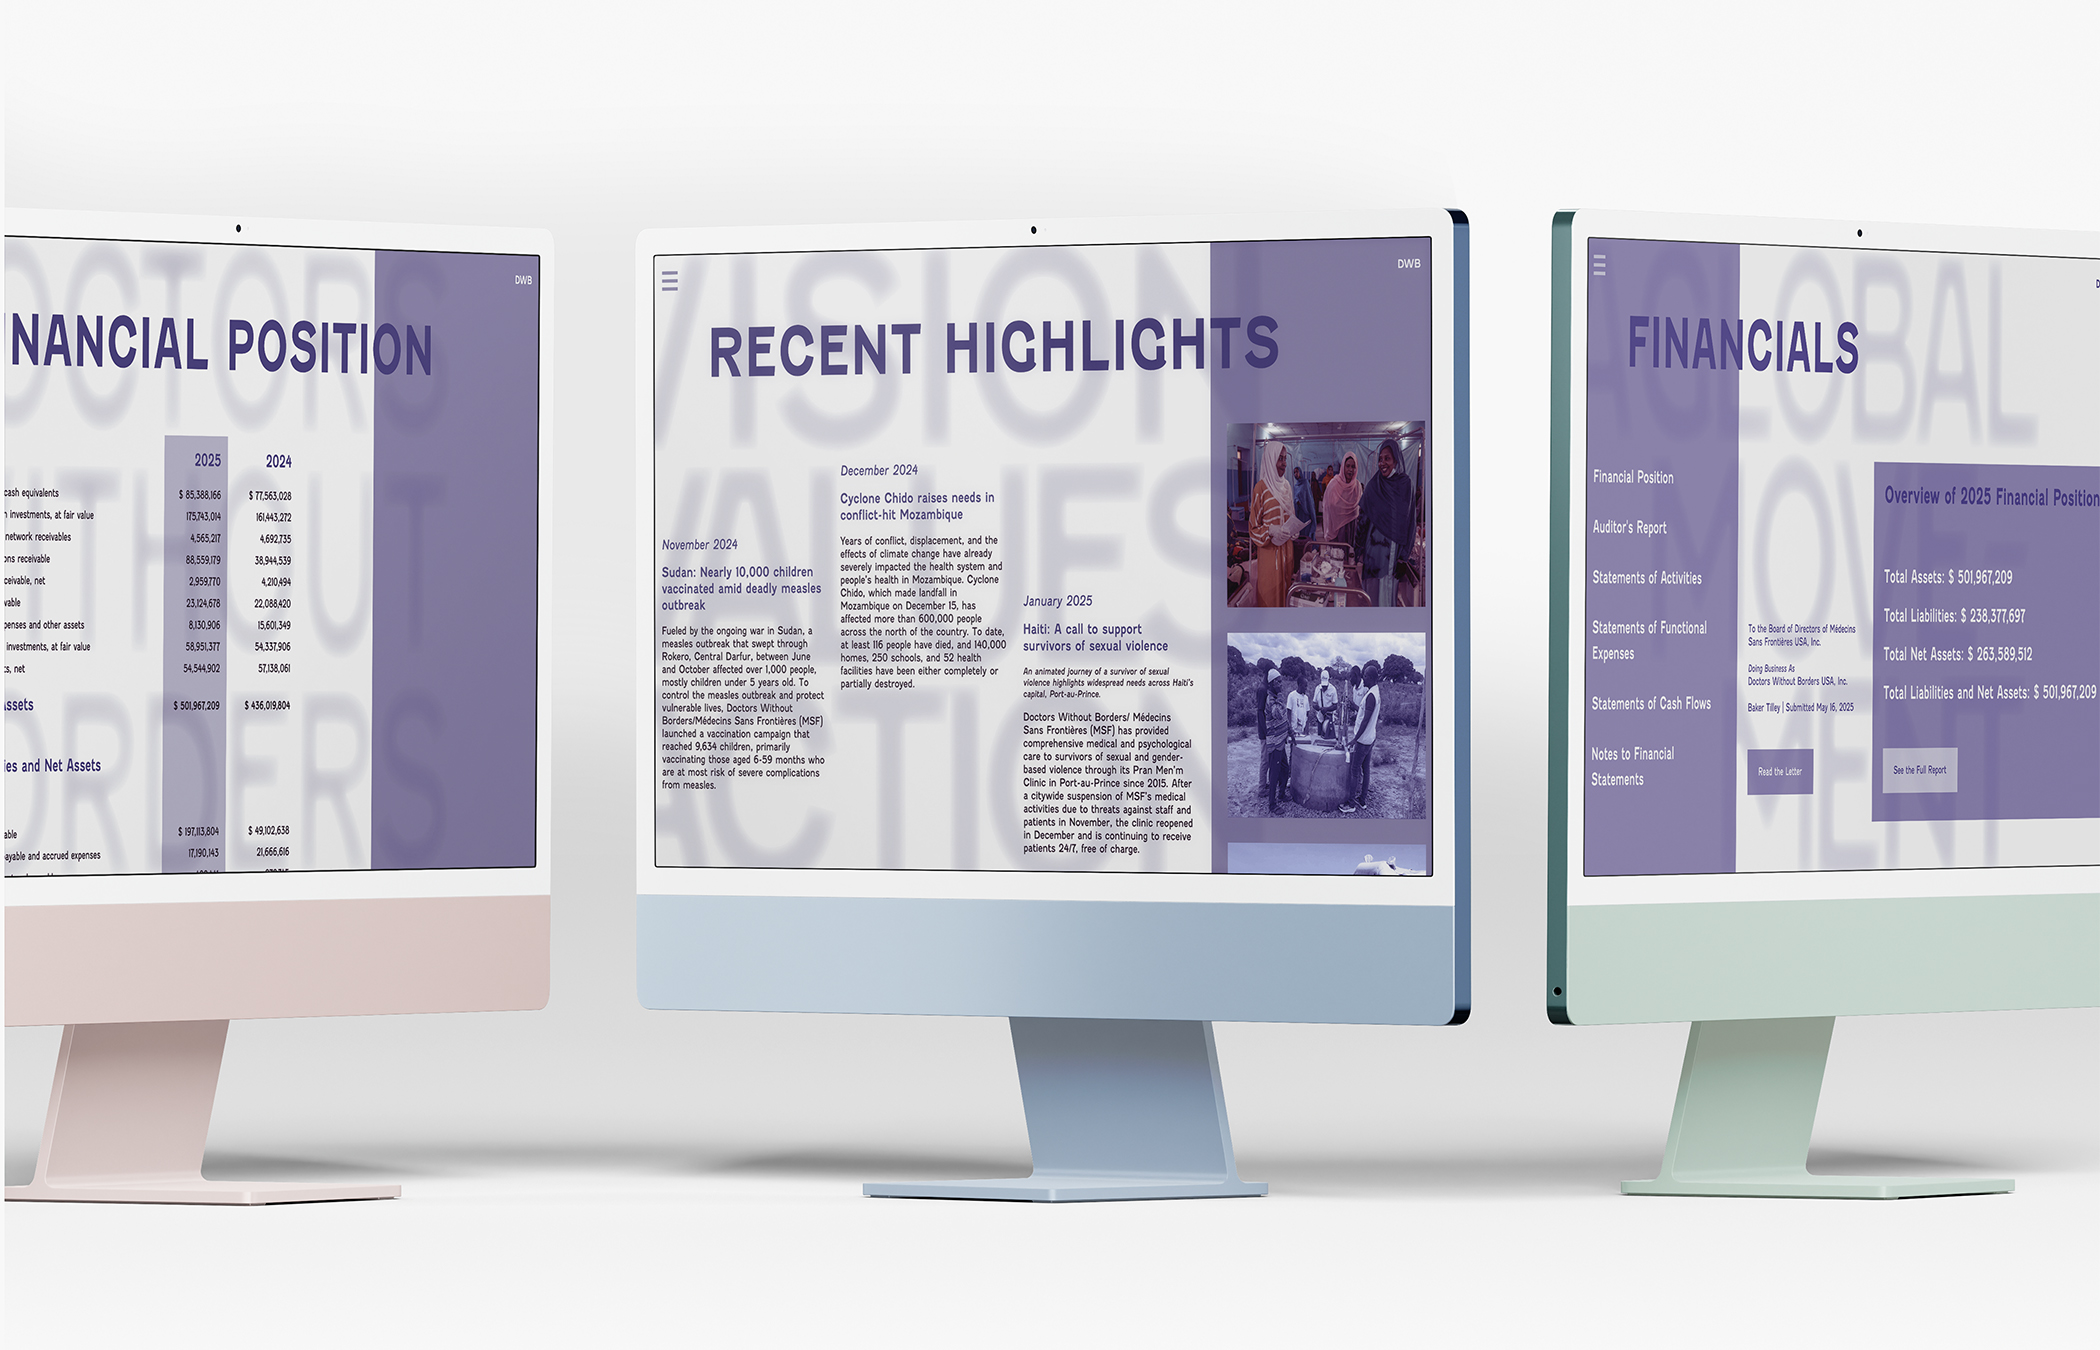 DOCTORS
WITHOUT
ORDERS
DWB
NANCIAL POSITION
2025 2024
cash equivalents $ 85,388,166 $ 77,563,028
investments, at fair value 175,743,014 161,443,272
network receivables 4,565,217 4,692,735
ons receivable 88,559,179 38,944,539
ceivable, net 2,959,770 4,210,494
vable 23,124,678 22,088,420
penses and other assets 8,130,906 15,601,349
investments, at fair value 58,951,377 54,337,906
ts, net 54,544,902 57,138,061
ssets $ 501,967,209 $ 436,019,804
ies and Net Assets
able $ 197,113,804 $ 49,102,638
ayable and accrued expenses 17,190,143 21,666,616
VISION
VALUES
ACTION
DWB
RECENT HIGHLIGHTS
November 2024
Sudan: Nearly 10,000 children
vaccinated amid deadly measles
outbreak
Fueled by the ongoing war in Sudan, a
measles outbreak that swept through
Rokero, Central Darfur, between June
and October affected over 1,000 people,
mostly children under 5 years old. To
control the measles outbreak and protect
vulnerable lives, Doctors Without
Borders/Médecins Sans Frontières (MSF)
launched a vaccination campaign that
reached 9,634 children, primarily
vaccinating those aged 6-59 months who
are at most risk of severe complications
from measles.
December 2024
Cyclone Chido raises needs in
conflict-hit Mozambique
Years of conflict, displacement, and the
effects of climate change have already
severely impacted the health system and
people's health in Mozambique. Cyclone
Chido, which made landfall in
Mozambique on December 15, has
affected more than 600,000 people
across the north of the country. To date,
at least 116 people have died, and 140,000
homes, 250 schools, and 52 health
facilities have been either completely or
partially destroyed.
January 2025
Haiti: A call to support
survivors of sexual violence
An animated journey of a survivor of sexual
violence highlights widespread needs across Haiti's
capital, Port-au-Prince.
Doctors Without Borders/ Médecins
Sans Frontières (MSF) has provided
comprehensive medical and psychological
care to survivors of sexual and gender-
based violence through its Pran Men'm
Clinic in Port-au-Prince since 2015. After
a citywide suspension of MSF's medical
activities due to threats against staff and
patients in November, the clinic reopened
in December and is continuing to receive
patients 24/7, free of charge.
A GLOBAL
MOVE
MENT
FINANCIALS
Financial Position
Auditor's Report
Statements of Activities
Statements of Functional
Expenses
Statements of Cash Flows
Notes to Financial
Statements
To the Board of Directors of Médecins
Sans Frontières USA, Inc.
Doing Business As
Doctors Without Borders USA, Inc.
Baker Tilley | Submitted May 16, 2025
Read the Letter
Overview of 2025 Financial Position
Total Assets: $ 501,967,209
Total Liabilities: $ 238,377,697
Total Net Assets: $ 263,589,512
Total Liabilities and Net Assets: $ 501,967,209
See the Full Report